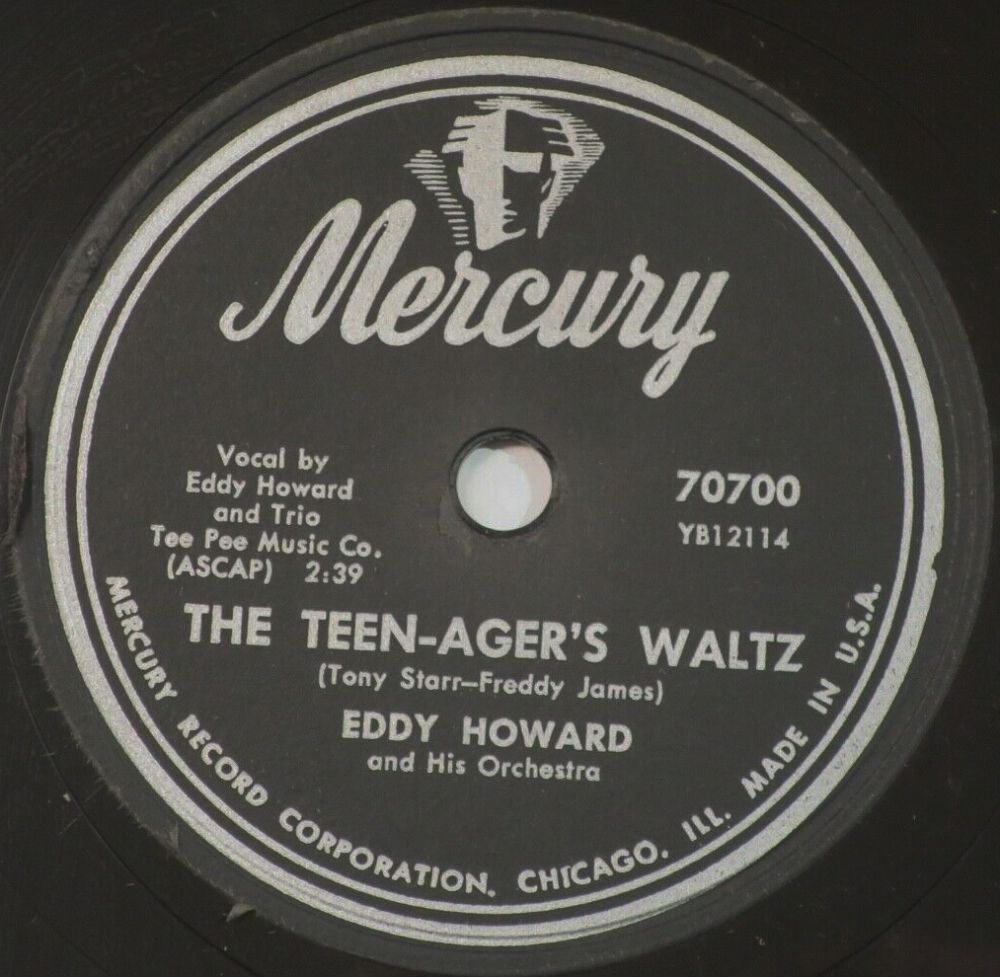 Mercury
Vocal by
Eddy Howard
and Trio
Tee Pee Music Co.
(ASCAP) 2:39
70700
YB12114
THE TEEN-AGER'S WALTZ
(Tony Starr-Freddy James)
EDDY HOWARD
and His Orchestra
MERCURY RECORD CORPORATION. CHICAGO. ILL. MADE IN U.S.A.